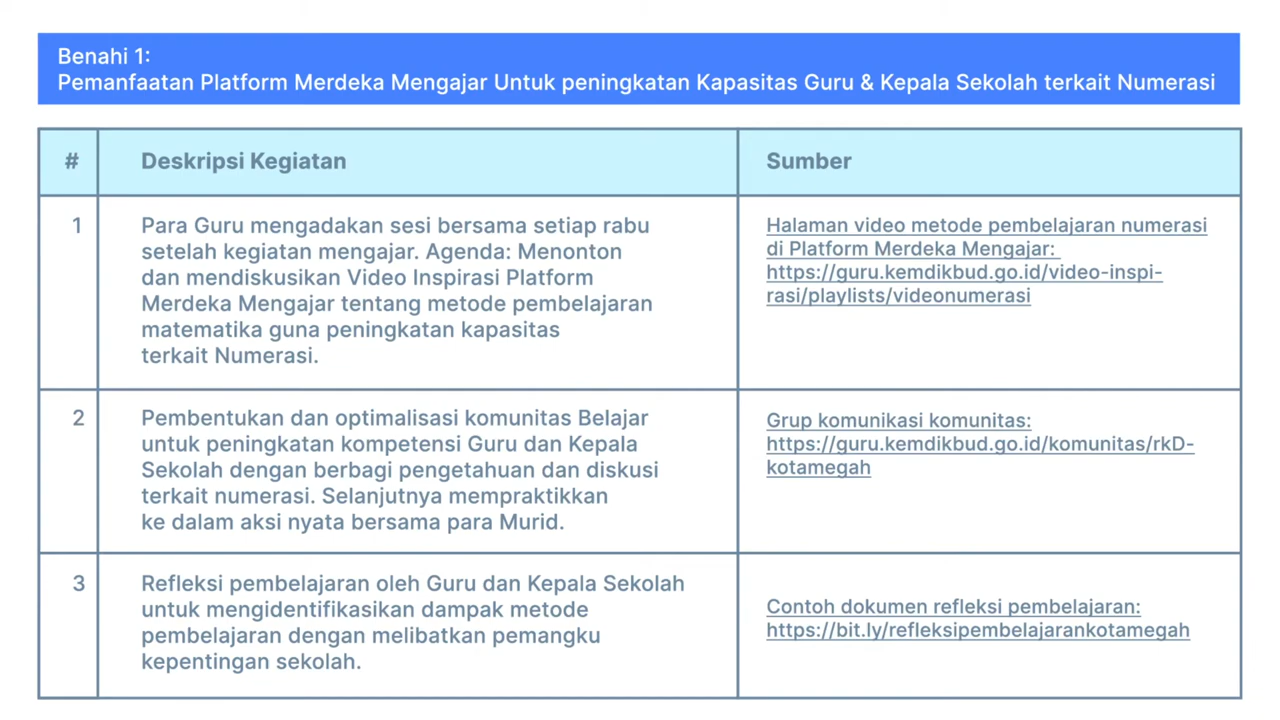 Benahi 1:
Pemanfaatan Platform Merdeka Mengajar Untuk peningkatan Kapasitas Guru & Kepala Sekolah terkait Numerasi
#
Deskripsi Kegiatan
Sumber
1
Para Guru mengadakan sesi bersama setiap rabu
setelah kegiatan mengajar. Agenda: Menonton
dan mendiskusikan Video Inspirasi Platform
Merdeka Mengajar tentang metode pembelajaran
matematika guna peningkatan kapasitas
terkait Numerasi.
Halaman video metode pembelajaran numerasi
di Platform Merdeka Mengajar:
https://guru.kemdikbud.go.id/video-inspi-
rasi/playlists/videonumerasi
2
Pembentukan dan optimalisasi komunitas Belajar
untuk peningkatan kompetensi Guru dan Kepala
Sekolah dengan berbagi pengetahuan dan diskusi
terkait numerasi. Selanjutnya mempraktikkan
ke dalam aksi nyata bersama para Murid.
Grup komunikasi komunitas:
https://guru.kemdikbud.go.id/komunitas/rkD-
kotamegah
3
Refleksi pembelajaran oleh Guru dan Kepala Sekolah
untuk mengidentifikasikan dampak metode
pembelajaran dengan melibatkan pemangku
kepentingan sekolah.
Contoh dokumen refleksi pembelajaran:
https://bit.ly/refleksipembelajarankotamegah